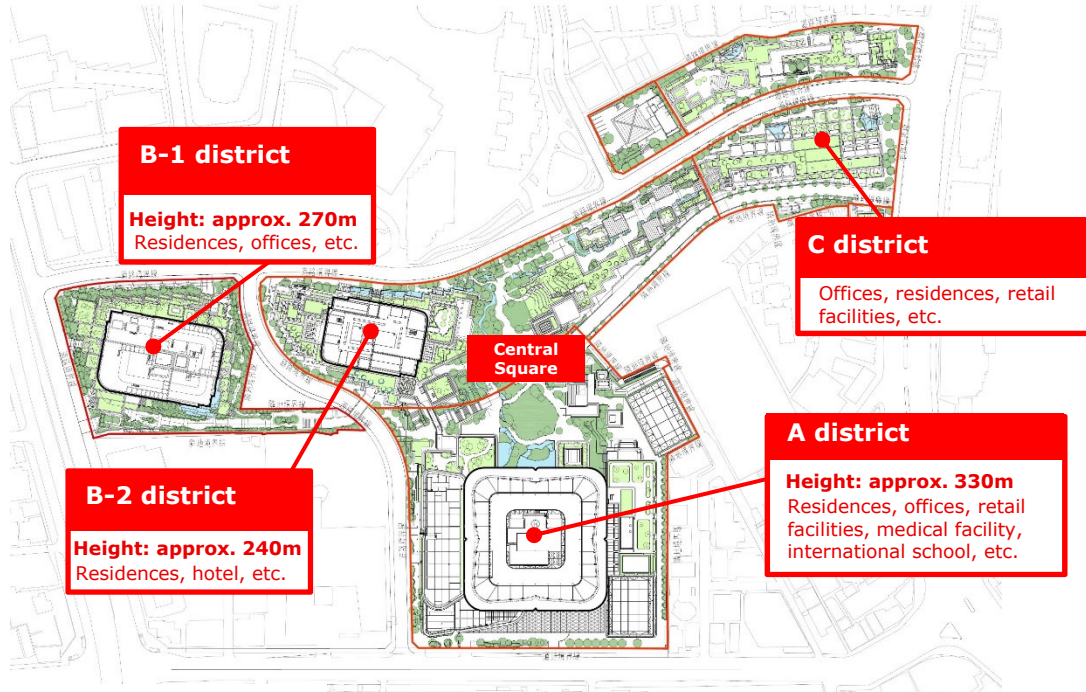 B-1 district
Height: approx. 270m
Residences, offices, etc.
C district
Offices, residences, retail
facilities, etc.
Central
Square
A district
Height: approx. 330m
Residences, offices, retail
facilities, medical facility,
international school, etc.
B-2 district
Height: approx. 240m
Residences, hotel, etc.